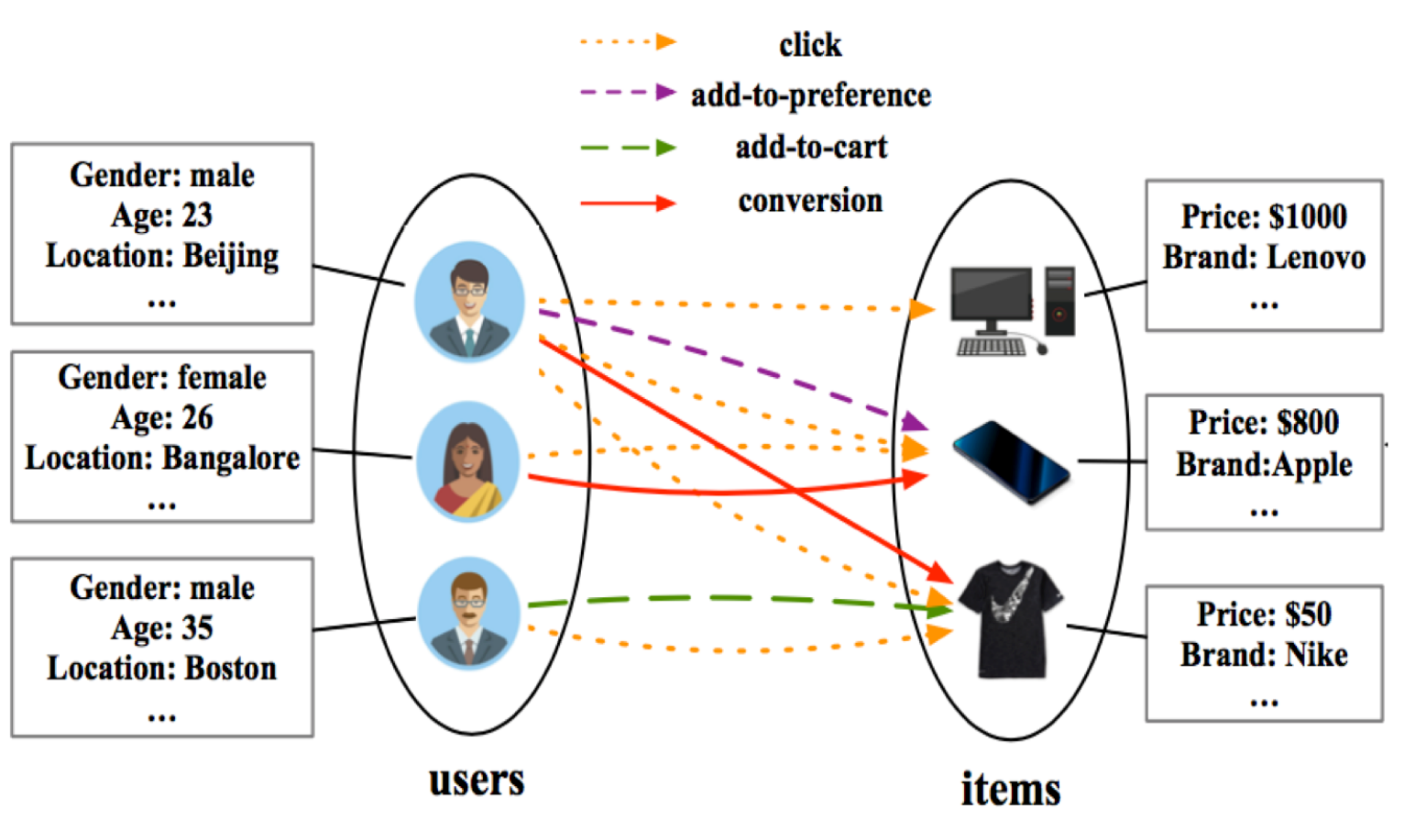 click
add-to-preference
add-to-cart
conversion
Gender: male
Age: 23
Location: Beijing
...
Gender: female
Age: 26
Location: Bangalore
...
Gender: male
Age: 35
Location: Boston
...
Price: $1000
Brand: Lenovo
...
Price: $800
Brand:Apple
...
Price: $50
Brand: Nike
...
users
items